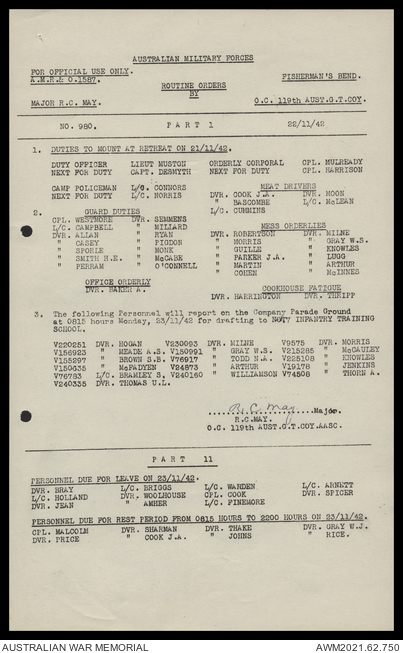 AUSTRALIAN MILITARY FORCES
FOR OFFICIAL USE ONLY.
A.M.R.& O.1587. FISHERMAN'S BEND.
ROUTINE ORDERS
BY
MAJOR R.C. MAY. O.C. 119th AUST.G.T.COY.
NO. 980. PART 1 22/11/42
1. DUTIES TO MOUNT AT RETREAT ON 21/11/42.
DUTY OFFICER LIEUT MUSTON ORDERLY CORPORAL CPL. MULREADY
NEXT FOR DUTY CAPT. DESMYTH NEXT FOR DUTY CPL. HARRISON
CAMP POLICEMAN L/C. CONNORS MEAT DRIVERS
NEXT FOR DUTY L/C. NORRIS DVR. COOK J.A. DVR. HOON
" BASCOMBE L/C. McLEAN
2. GUARD DUTIES L/C. CUMMINS
CPL. WESTMORE DVR. SEMMENS MESS ORDERLIES
L/C. CAMPBELL " MILLARD DVR. ROBERTSON DVR. MILNE
DVR. ALLAN " RYAN " MORRIS " GRAY W.S.
" CASEY " PIGDON " GUILLE " KNOWLES
" SPORLE " MONK " PARKER J.A. " LUGG
" SMITH H.E. " McCABE " MARTIN " ARTHUR
" PERRAM " O'CONNELL " COHEN " McINNES
OFFICE ORDERLY COOKHOUSE FATIGUE
DVR. BAKER A. DVR. HARRINGTON DVR. THRIPP
3. The following Personnel will report on the Company Parade Ground
at 0815 hours Monday, 23/11/42 for drafting to INFANTRY TRAINING
SCHOOL.
V220251 DVR. HOGAN V230093 DVR. MILNE V9575 DVR. MORRIS
V156923 " MEADE A.S. V150991 " GRAY W.S. V215285 " McCAULEY
V155297 " BROWN S.B. V76917 " TODD N.A. V225108 " KNOWLES
V150635 " McFADYEN V24873 " ARTHUR V19178 " JENKINS
V76783 L/C. BRAMLEY S. V240160 " WILLIAMSON V74508 " THORN A.
V240335 DVR. THOMAS U.L.
R.C. May Major.
R.C.MAY.
O.C. 119th AUST.G.T.COY.AASC.
PART 11
PERSONNEL DUE FOR LEAVE ON 23/11/42.
DVR. BRAY L/C. BRIGGS L/C. WARDEN L/C. ARNETT
L/C. HOLLAND DVR. WOOLHOUSE CPL. COOK DVR. SPICER
DVR. JEAN " AMHER L/C. FINEMORE
PERSONNEL DUE FOR REST PERIOD FROM 0615 HOURS TO 2200 HOURS ON 23/11/42.
CPL. MALCOLM DVR. SHARMAN DVR. THAKE DVR. GRAY W.J.
DVR. PRICE " COOK J.A. " JOHNS " RICE.
AUSTRALIAN WAR MEMORIAL AWM2021.62.750